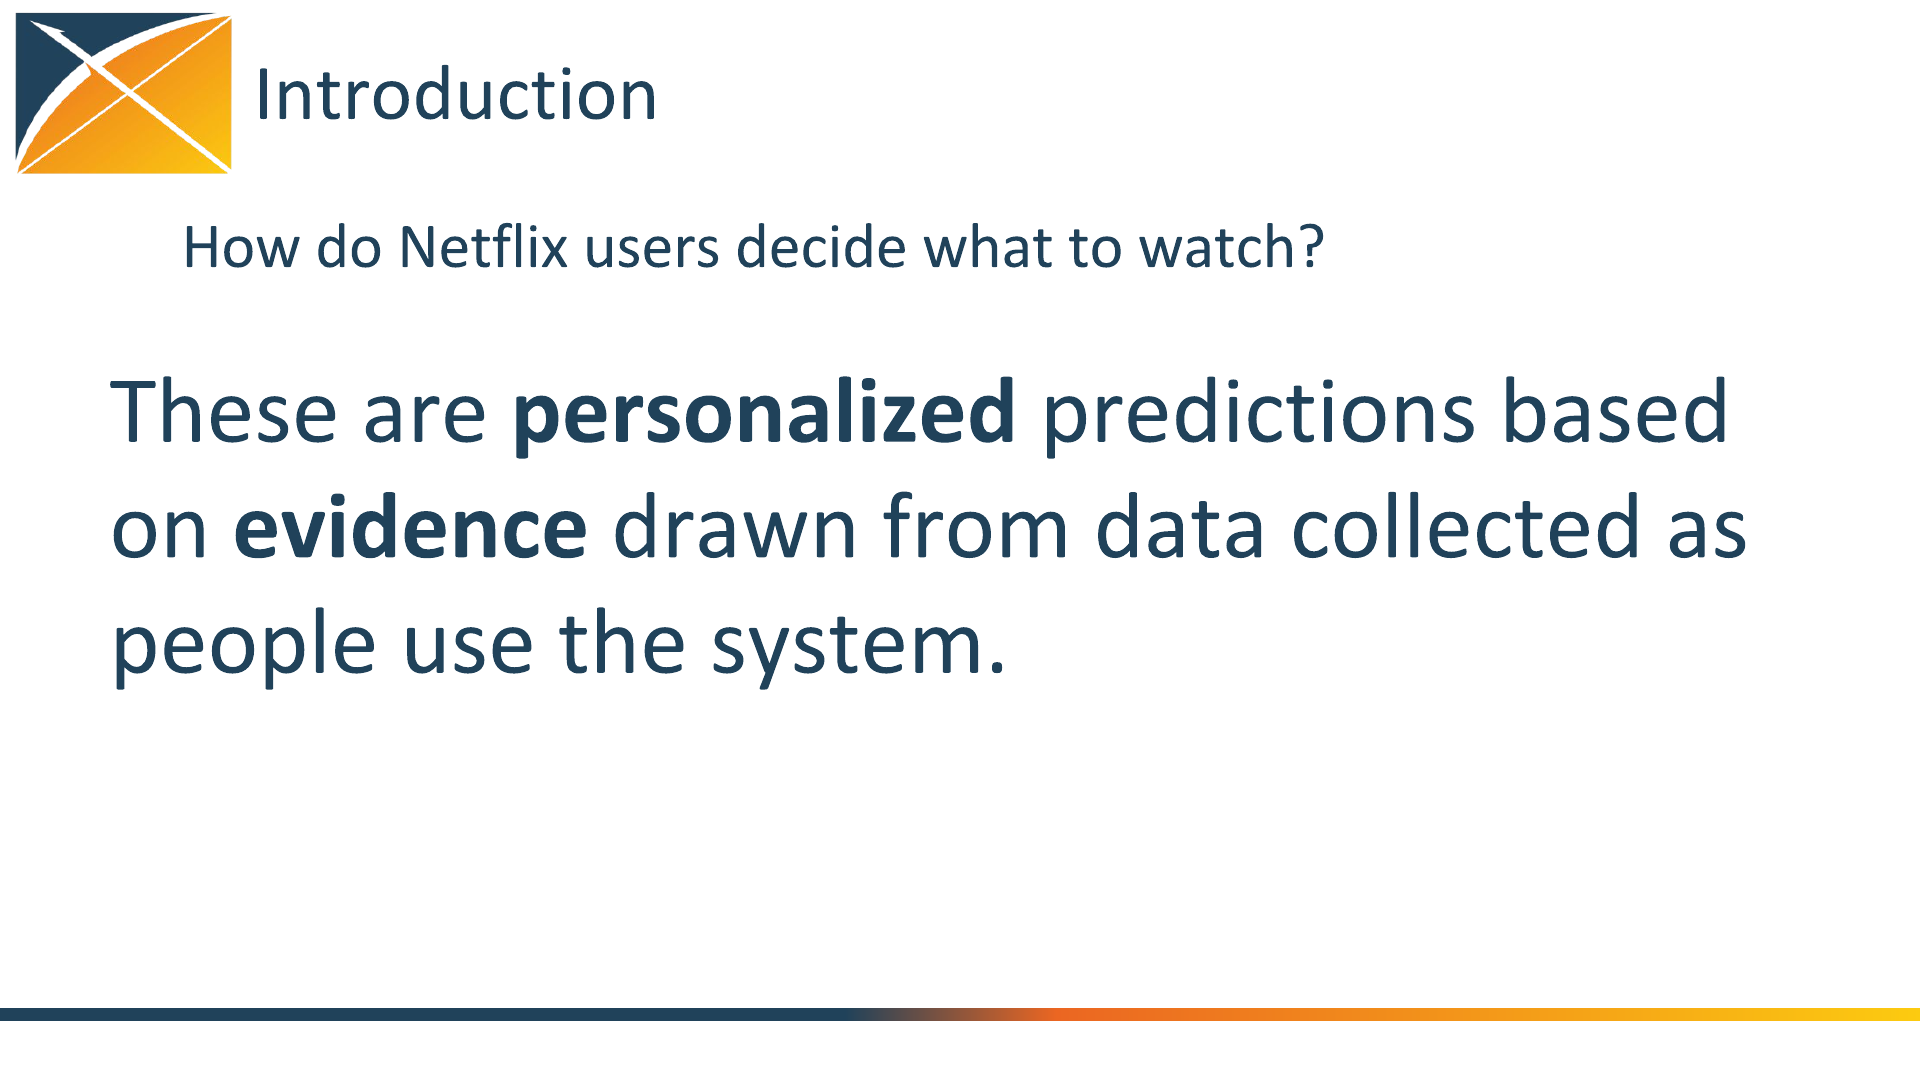 Introduction
How do Netflix users decide what to watch?
These are personalized predictions based
on evidence drawn from data collected as
people use the system.